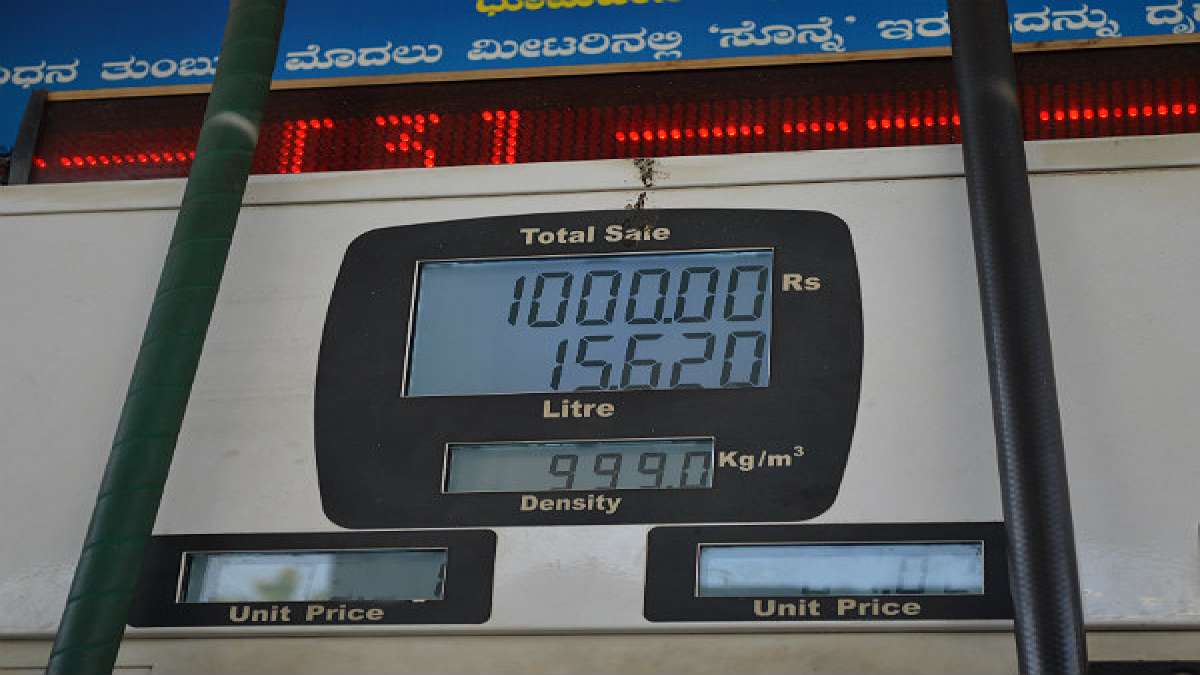 ತುಂಬು ಮೊದಲು ಮೀಟರಿನಲ್ಲಿ ‘ಸೊನ್ನೆ’
Total Sale
1000.00 Rs
15.620
Litre
999.0 Kg/m³
Density
Unit Price
Unit Price